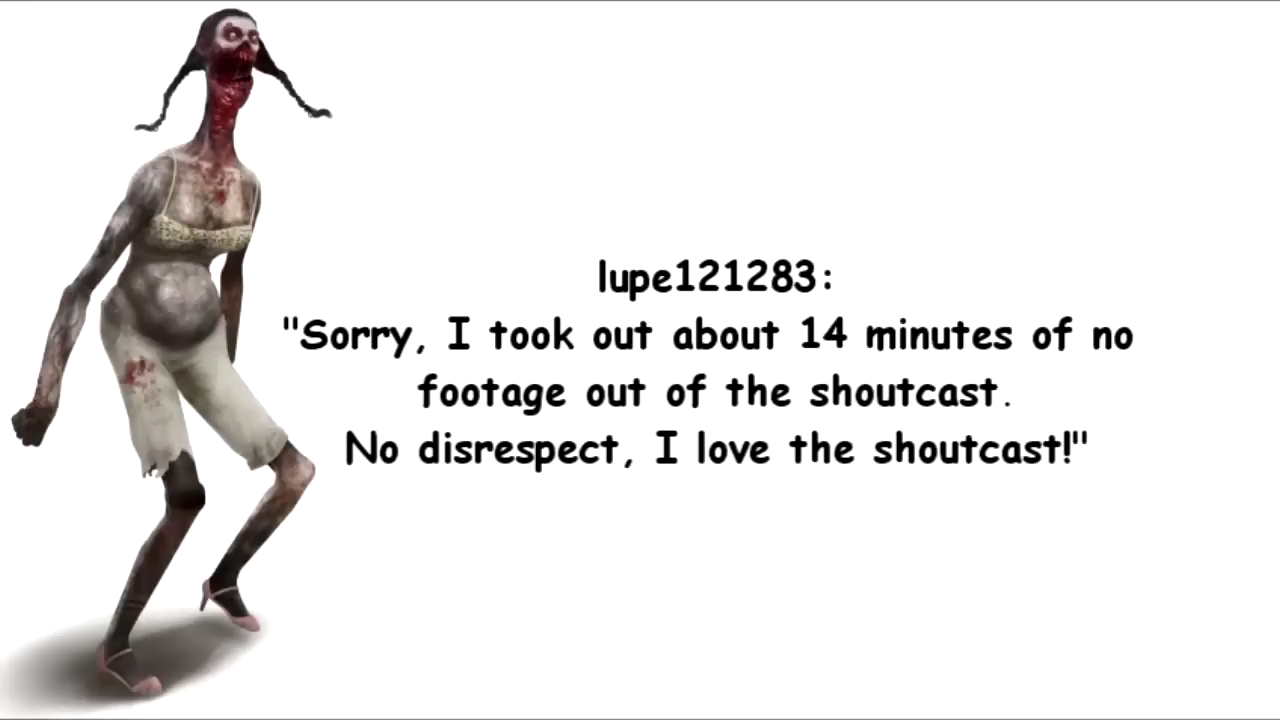 lupe121283:
"Sorry, I took out about 14 minutes of no
footage out of the shoutcast.
No disrespect, I love the shoutcast!"